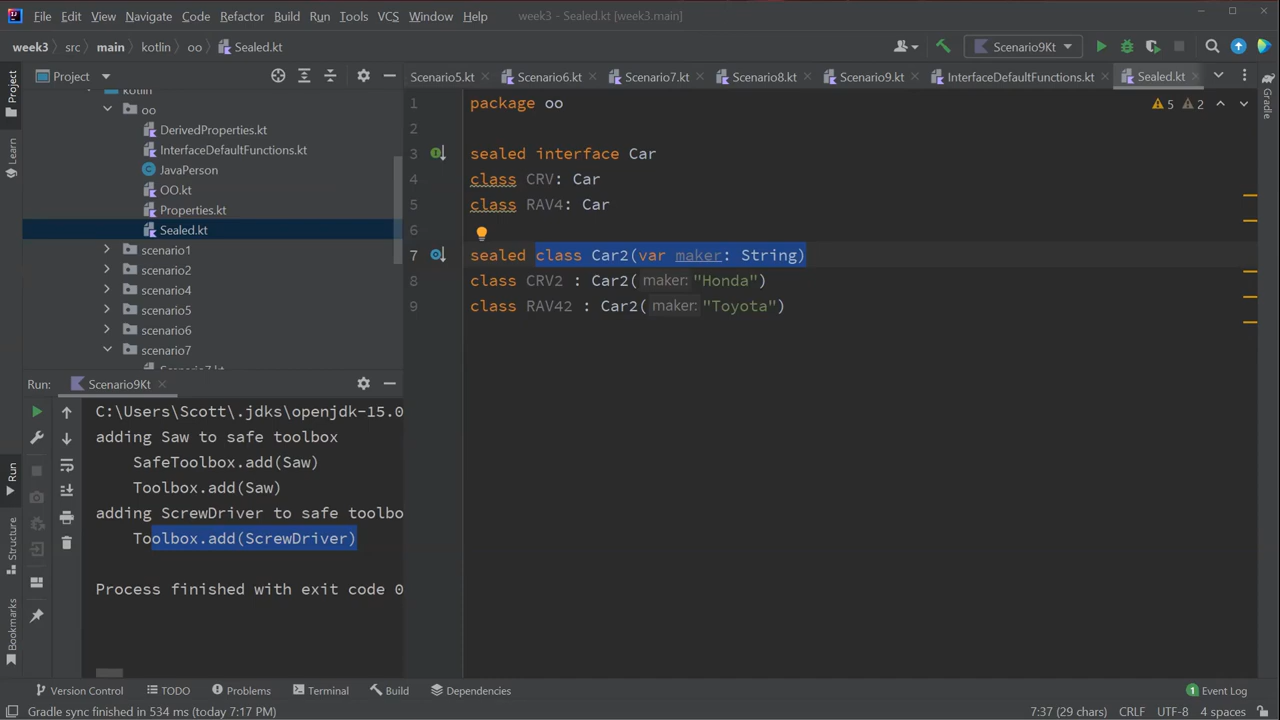 File Edit View Navigate Code Refactor Build Run Tools VCS Window Help week3 - Sealed.kt [week3.main]
week3 src main kotlin oo Sealed.kt Scenario9Kt
Project Scenario5.kt Scenario6.kt Scenario7.kt Scenario8.kt Scenario9.kt InterfaceDefaultFunctions.kt Sealed.kt
Project
Learn
Gradle
kotlin
oo
DerivedProperties.kt
InterfaceDefaultFunctions.kt
JavaPerson
OO.kt
Properties.kt
Sealed.kt
scenario1
scenario2
scenario4
scenario5
scenario6
scenario7
5 2
1 package oo
2
3 sealed interface Car
4 class CRV: Car
5 class RAV4: Car
6
7 sealed class Car2(var maker: String)
8 class CRV2 : Car2( maker: "Honda")
9 class RAV42 : Car2( maker: "Toyota")
Run: Scenario9Kt
C:\Users\Scott\.jdks\openjdk-15.0
adding Saw to safe toolbox
SafeToolbox.add(Saw)
Toolbox.add(Saw)
adding ScrewDriver to safe toolbo
Toolbox.add(ScrewDriver)
Process finished with exit code 0
Run
Structure
Bookmarks
Version Control TODO Problems Terminal Build Dependencies 1 Event Log
Gradle sync finished in 534 ms (today 7:17 PM) 7:37 (29 chars) CRLF UTF-8 4 spaces